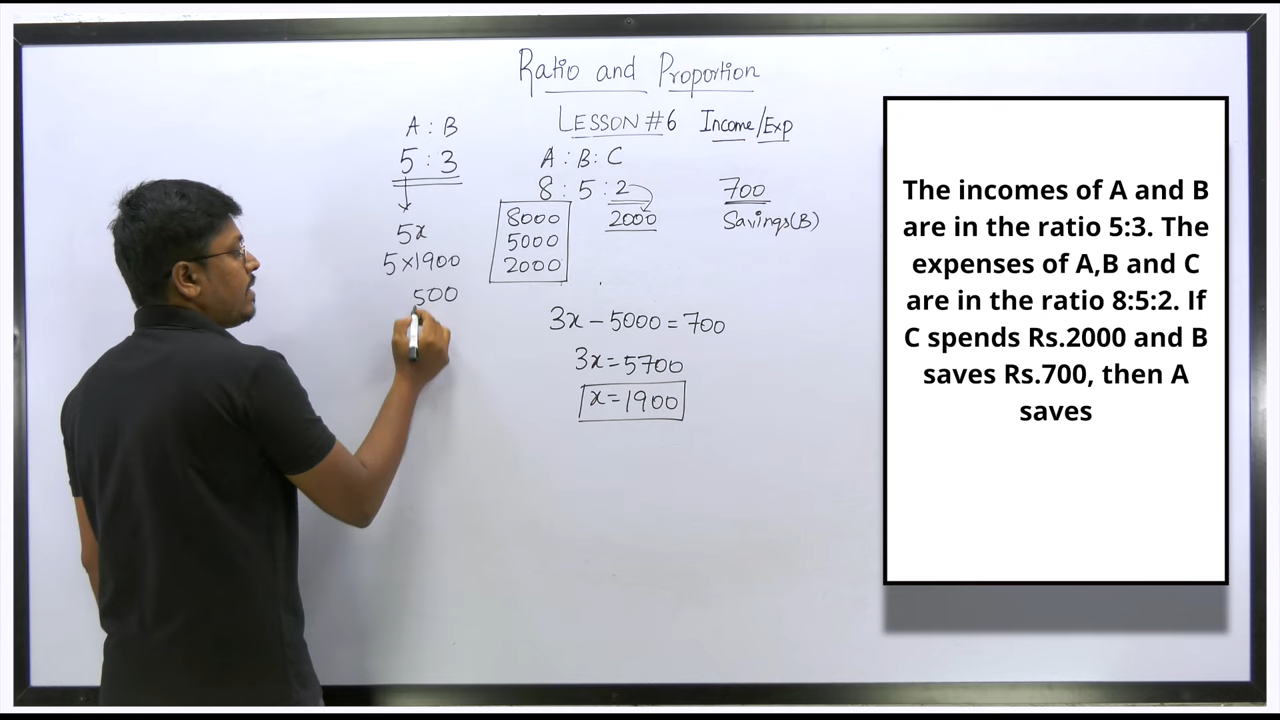 Ratio and Proportion
LESSON #6 Income/Exp
A : B
5 : 3
5x
5×1900
500
A : B : C
8 : 5 : 2
8000
5000
2000
2000
700
Savings(B)
3x – 5000 = 700
3x = 5700
x = 1900
The incomes of A and B
are in the ratio 5:3. The
expenses of A,B and C
are in the ratio 8:5:2. If
C spends Rs.2000 and B
saves Rs.700, then A
saves